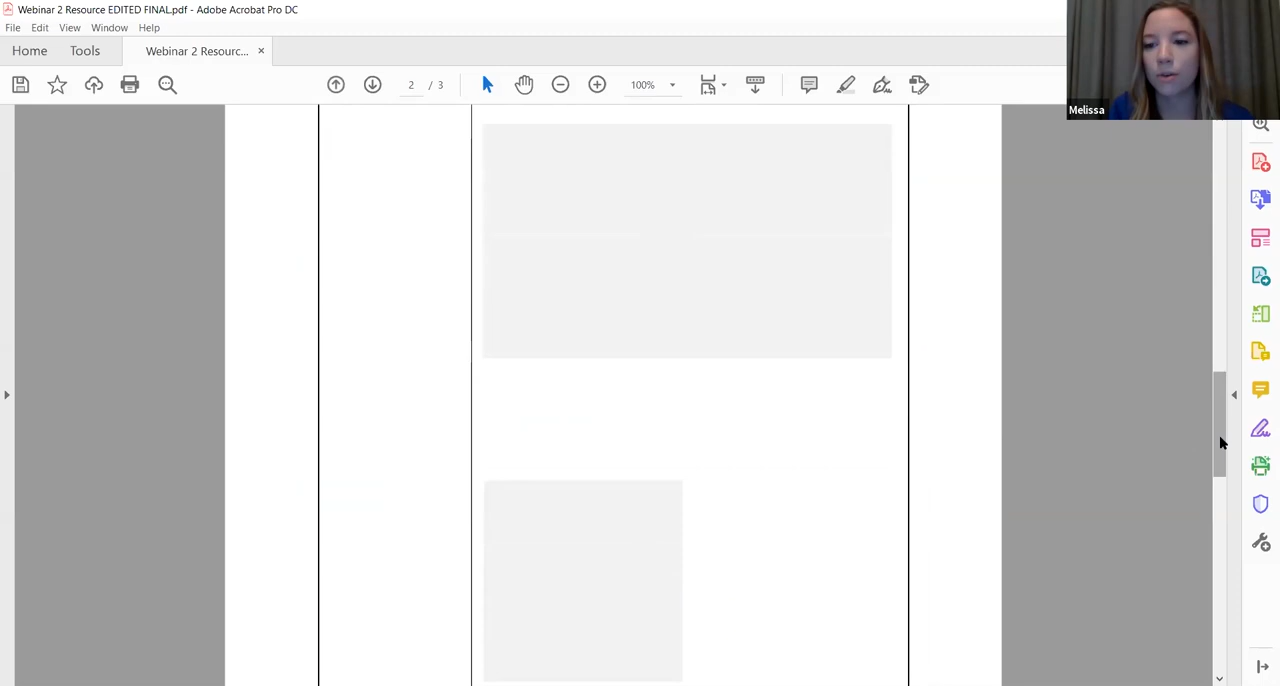 Webinar 2 Resource EDITED FINAL.pdf - Adobe Acrobat Pro DC
File Edit View Window Help
Home Tools Webinar 2 Resourc... ×
2 / 3 100%
Melissa